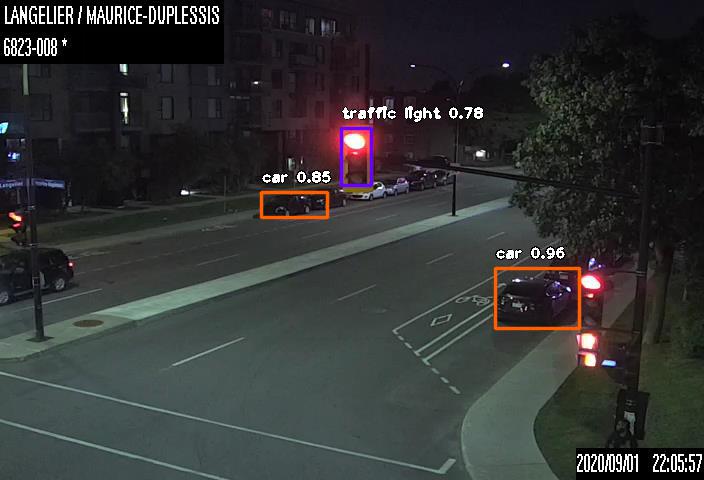 LANGELIER / MAURICE-DUPLESSIS
6823-008 *
traffic light 0.78
car 0.85
car 0.96
Langelier
2020/09/01 22:05:57